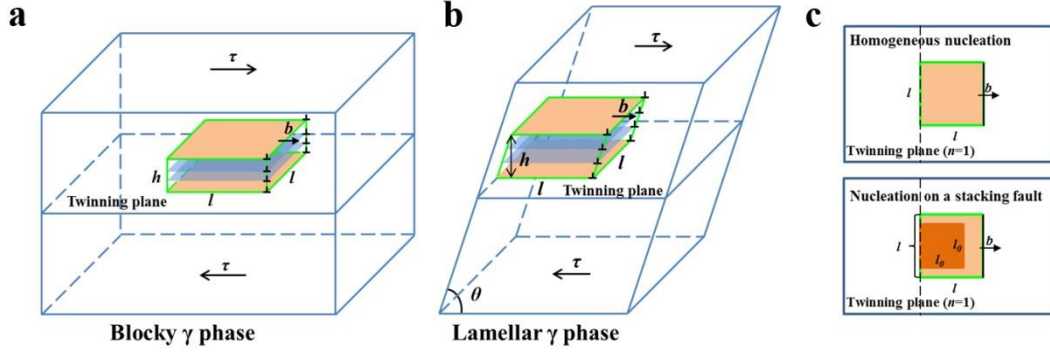 a
τ
b
h
l
Twinning plane
l
τ
Blocky γ phase
b
τ
b
h
l
l
Twinning plane
τ
θ
Lamellar γ phase
c
Homogeneous nucleation
l
b
l
Twinning plane (n=1)
Nucleation on a stacking fault
l
l₀
b
l₀
l
Twinning plane (n=1)